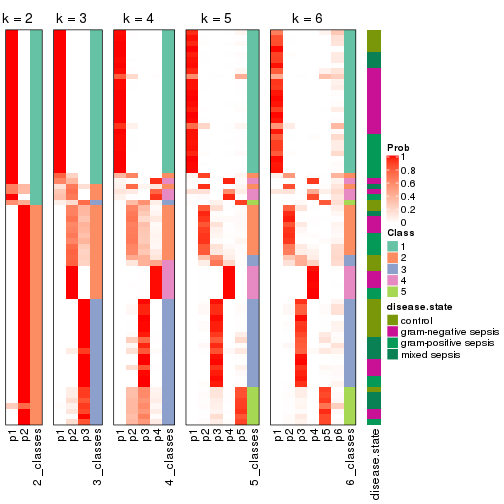 k = 2
k = 3
k = 4
k = 5
k = 6
Prob
1
0.8
0.6
0.4
0.2
0
Class
1
2
3
4
5
disease.state
control
gram-negative sepsis
gram-positive sepsis
mixed sepsis
p1
p2
2_classes
p1
p2
p3
3_classes
p1
p2
p3
p4
4_classes
p1
p2
p3
p4
p5
5_classes
p1
p2
p3
p4
p5
p6
6_classes
disease.state